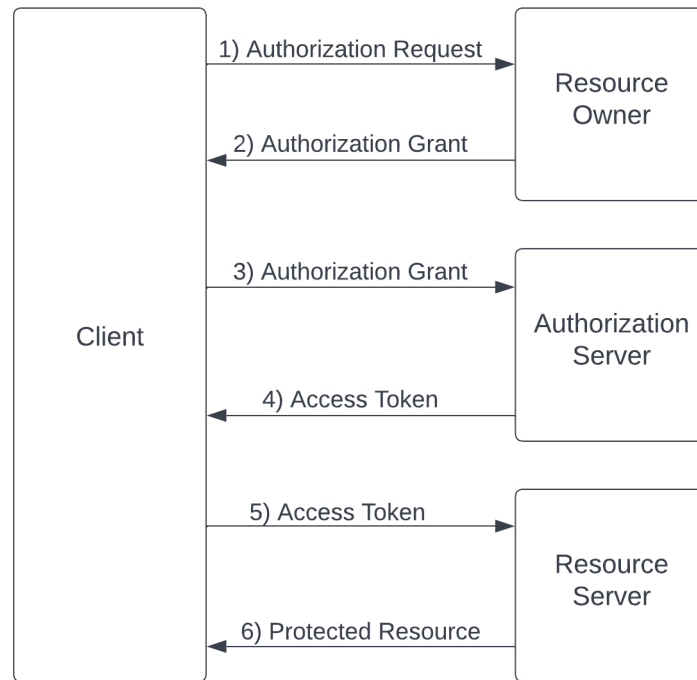 1) Authorization Request
Resource
Owner
2) Authorization Grant
3) Authorization Grant
Client
Authorization
Server
4) Access Token
5) Access Token
Resource
Server
6) Protected Resource